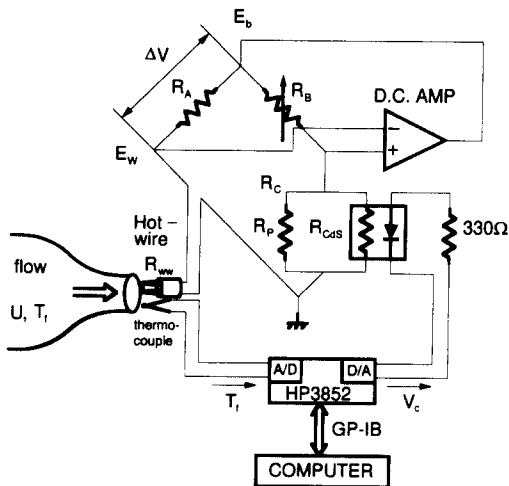 E_b
ΔV
R_A
R_B
D.C. AMP
E_w
−
+
R_C
Hot-
wire
R_P
R_CdS
330Ω
flow
R_ww
U, T_f
thermo-
couple
A/D
D/A
HP3852
T_f
V_c
GP-IB
COMPUTER